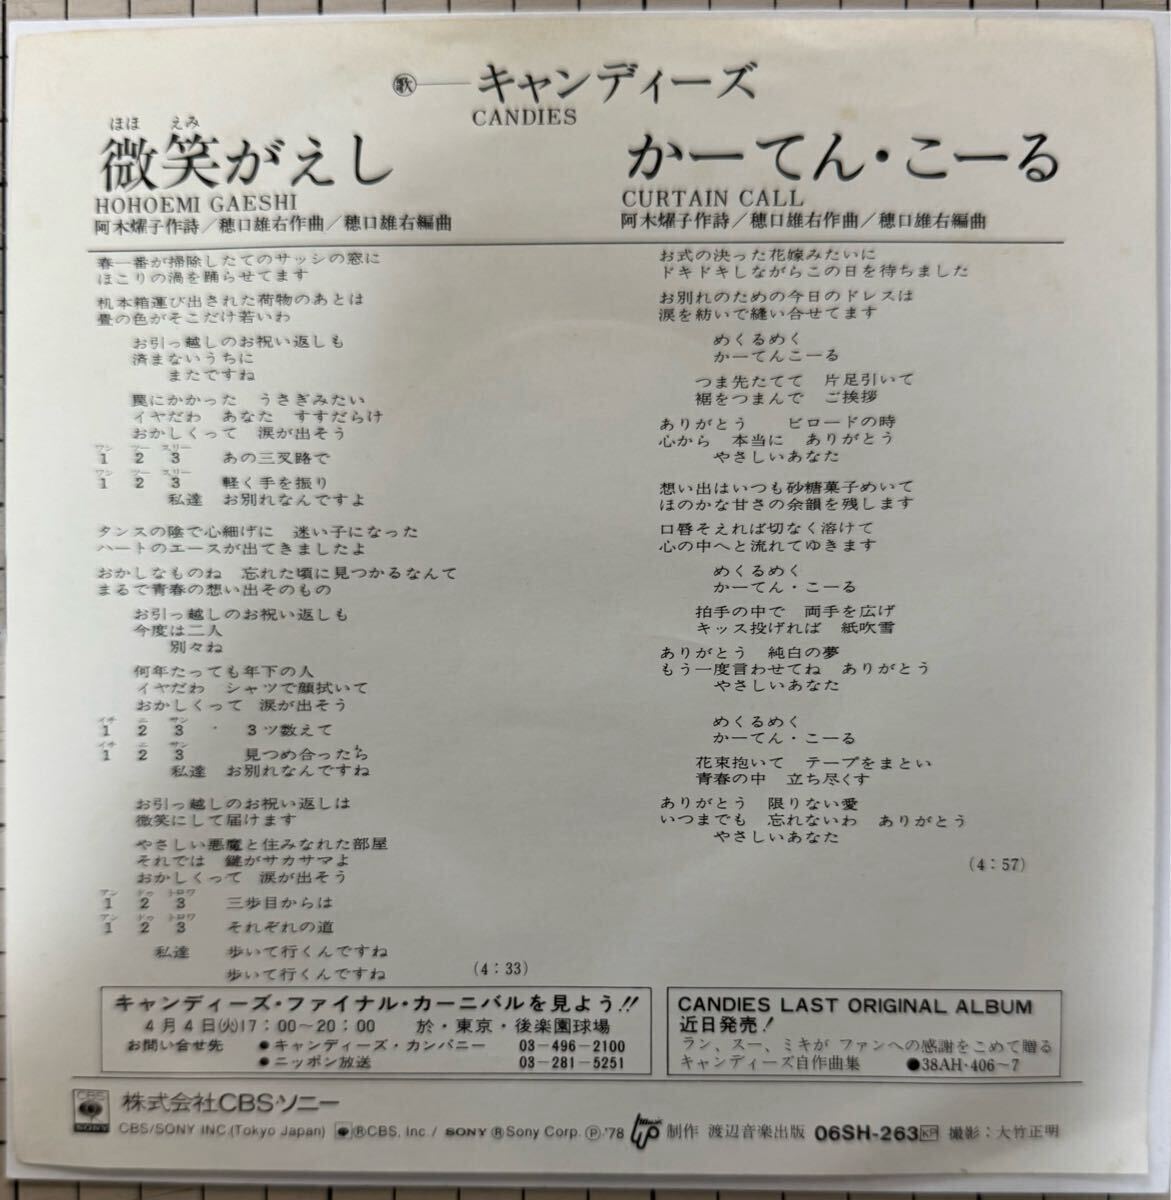 歌 キャンディーズ
CANDIES
ほほ えみ
微笑がえし
HOHOEMI GAESHI
阿木燿子作詩／穂口雄右作曲／穂口雄右編曲
春一番が掃除したてのサッシの窓に
ほこりの渦を踊らせてます
机本箱運び出された荷物のあとは
畳の色がそこだけ若いわ
お引っ越しのお祝い返しも
済まないうちに
またですね
罠にかかった うさぎみたい
イヤだわ あなた すすだらけ
おかしくって 涙が出そう
ワン ツー スリー
1 2 3 あの三叉路で
ワン ツー スリー
1 2 3 軽く手を振り
私達 お別れなんですよ
タンスの陰で心細げに 迷い子になった
ハートのエースが出てきましたよ
おかしなものね 忘れた頃に見つかるなんて
まるで青春の想い出そのもの
お引っ越しのお祝い返しも
今度は二人
別々ね
何年たっても年下の人
イヤだわ シャツで顔拭いて
おかしくって 涙が出そう
イチ ニ サン
1 2 3 ・ 3ツ数えて
イチ ニ サン
1 2 3 見つめ合ったら
私達 お別れなんですね
お引っ越しのお祝い返しは
微笑にして届けます
やさしい悪魔と住みなれた部屋
それでは 鍵がサカサマよ
おかしくって 涙が出そう
アン ドゥ トロワ
1 2 3 三歩目からは
アン ドゥ トロワ
1 2 3 それぞれの道
私達 歩いて行くんですね
歩いて行くんですね
(4：33)
かーてん・こーる
CURTAIN CALL
阿木燿子作詩／穂口雄右作曲／穂口雄右編曲
お式の決った花嫁みたいに
ドキドキしながらこの日を待ちました
お別れのための今日のドレスは
涙を紡いで縫い合せてます
めくるめく
かーてんこーる
つま先たてて 片足引いて
裾をつまんで ご挨拶
ありがとう ビロードの時
心から 本当に ありがとう
やさしいあなた
想い出はいつも砂糖菓子めいて
ほのかな甘さの余韻を残します
口唇そえれば切なく溶けて
心の中へと流れてゆきます
めくるめく
かーてん・こーる
拍手の中で 両手を広げ
キッス投げれば 紙吹雪
ありがとう 純白の夢
もう一度言わせてね ありがとう
やさしいあなた
めくるめく
かーてん・こーる
花束抱いて テープをまとい
青春の中 立ち尽くす
ありがとう 限りない愛
いつまでも 忘れないわ ありがとう
やさしいあなた
(4：57)
キャンディーズ・ファイナル・カーニバルを見よう!!
4月4日(火)17：00〜20：00 於・東京・後楽園球場
お問い合せ先 ●キャンディーズ・カンパニー 03-496-2100
●ニッポン放送 03-281-5251
CANDIES LAST ORIGINAL ALBUM
近日発売！
ラン、スー、ミキが ファンへの感謝をこめて贈る
キャンディーズ自作曲集 ●38AH・406〜7
CBS SONY 株式会社CBS・ソニー
CBS/SONY INC.(Tokyo Japan) ⓇCBS, Inc./ SONY ⓇSony Corp. Ⓟ'78 制作 渡辺音楽出版 06SH-263 KP 撮影：大竹正明